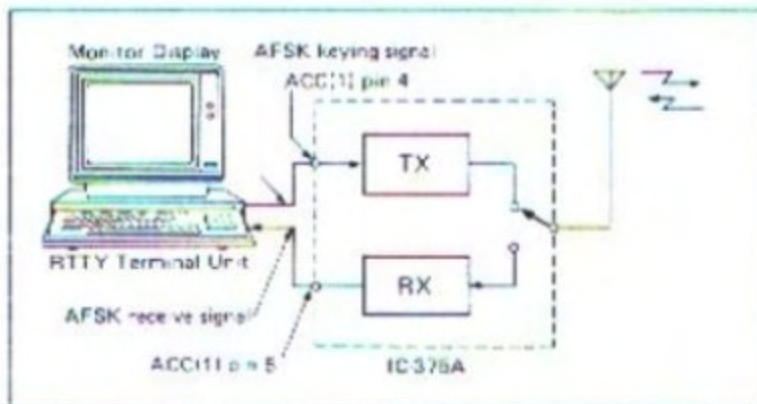 Monitor Display
AFSK keying signal
ACC(1) pin 4
TX
RTTY Terminal Unit
RX
AFSK receive signal
ACC(1) pin 5
IC-375A